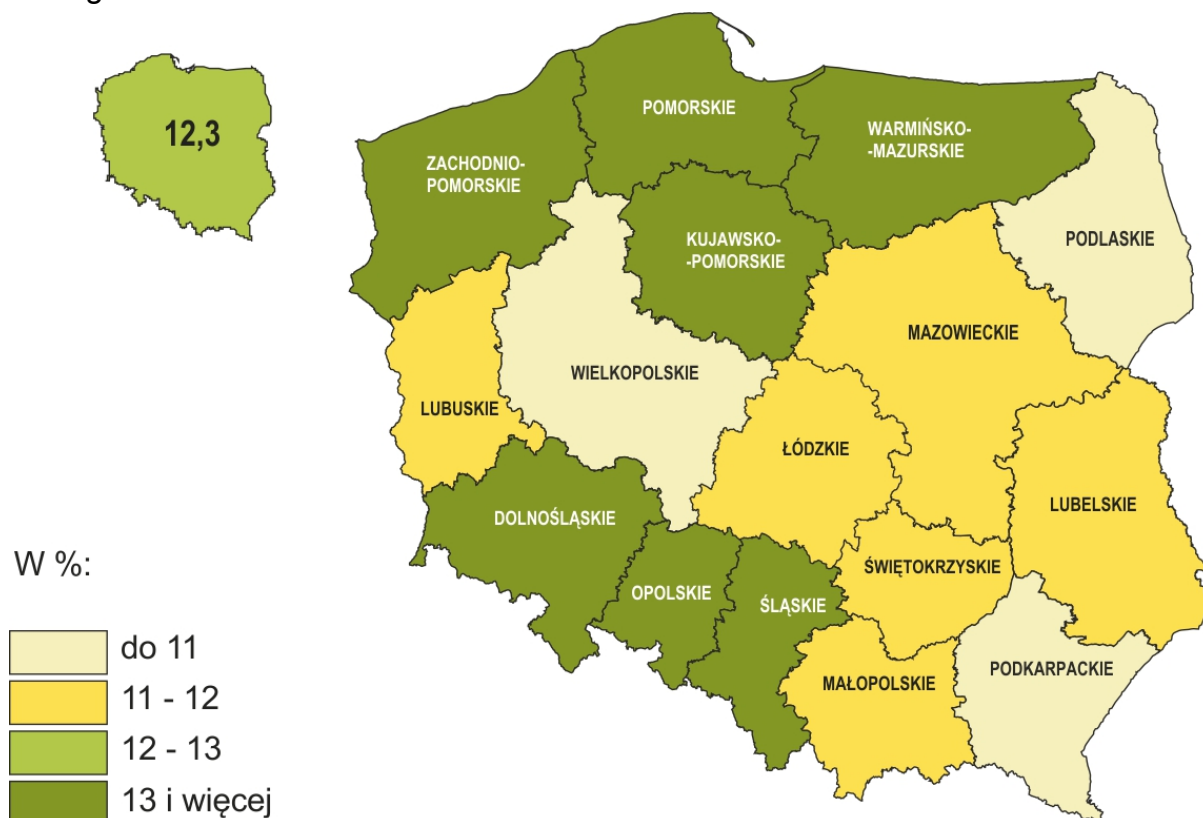 12,3
POMORSKIE
WARMIŃSKO-
-MAZURSKIE
ZACHODNIO-
POMORSKIE
KUJAWSKO-
-POMORSKIE
PODLASKIE
MAZOWIECKIE
WIELKOPOLSKIE
LUBUSKIE
ŁÓDZKIE
LUBELSKIE
DOLNOŚLĄSKIE
ŚWIĘTOKRZYSKIE
OPOLSKIE
ŚLĄSKIE
PODKARPACKIE
MAŁOPOLSKIE
W %:
do 11
11 - 12
12 - 13
13 i więcej